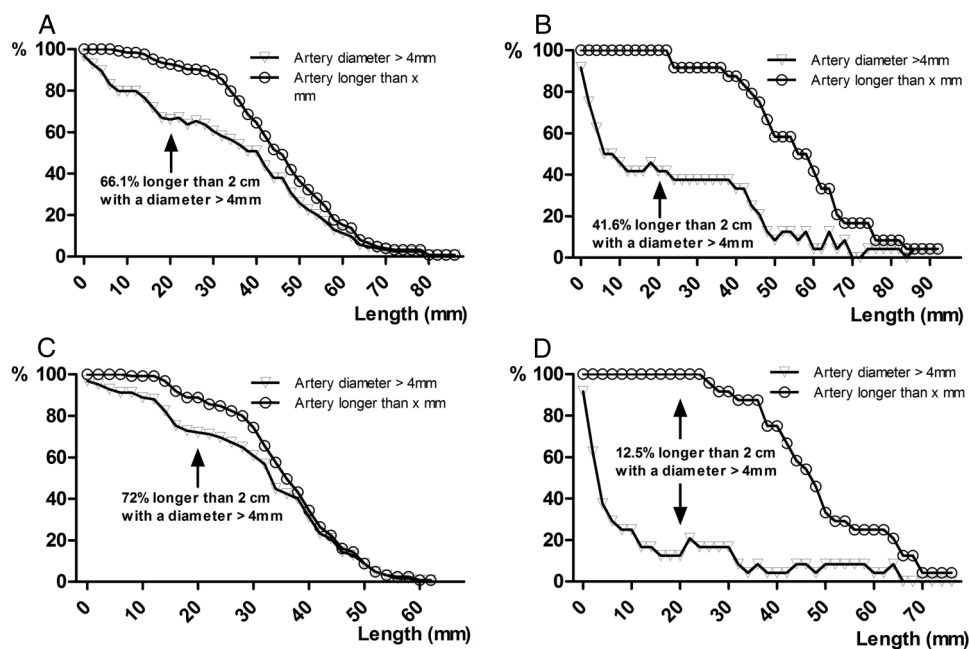 A
%
100
80
60
40
20
0
Artery diameter > 4mm
Artery longer than x
mm
66.1% longer than 2 cm
with a diameter > 4mm
0 10 20 30 40 50 60 70 80
Length (mm)
B
%
100
80
60
40
20
0
Artery diameter >4mm
Artery longer than x mm
41.6% longer than 2 cm
with a diameter > 4mm
0 10 20 30 40 50 60 70 80 90
Length (mm)
C
%
100
80
60
40
20
0
Artery diameter > 4mm
Artery longer than x mm
72% longer than 2 cm
with a diameter > 4mm
0 10 20 30 40 50 60
Length (mm)
D
%
100
80
60
40
20
0
Artery diameter > 4mm
Artery longer than x mm
12.5% longer than 2 cm
with a diameter > 4mm
0 10 20 30 40 50 60 70
Length (mm)